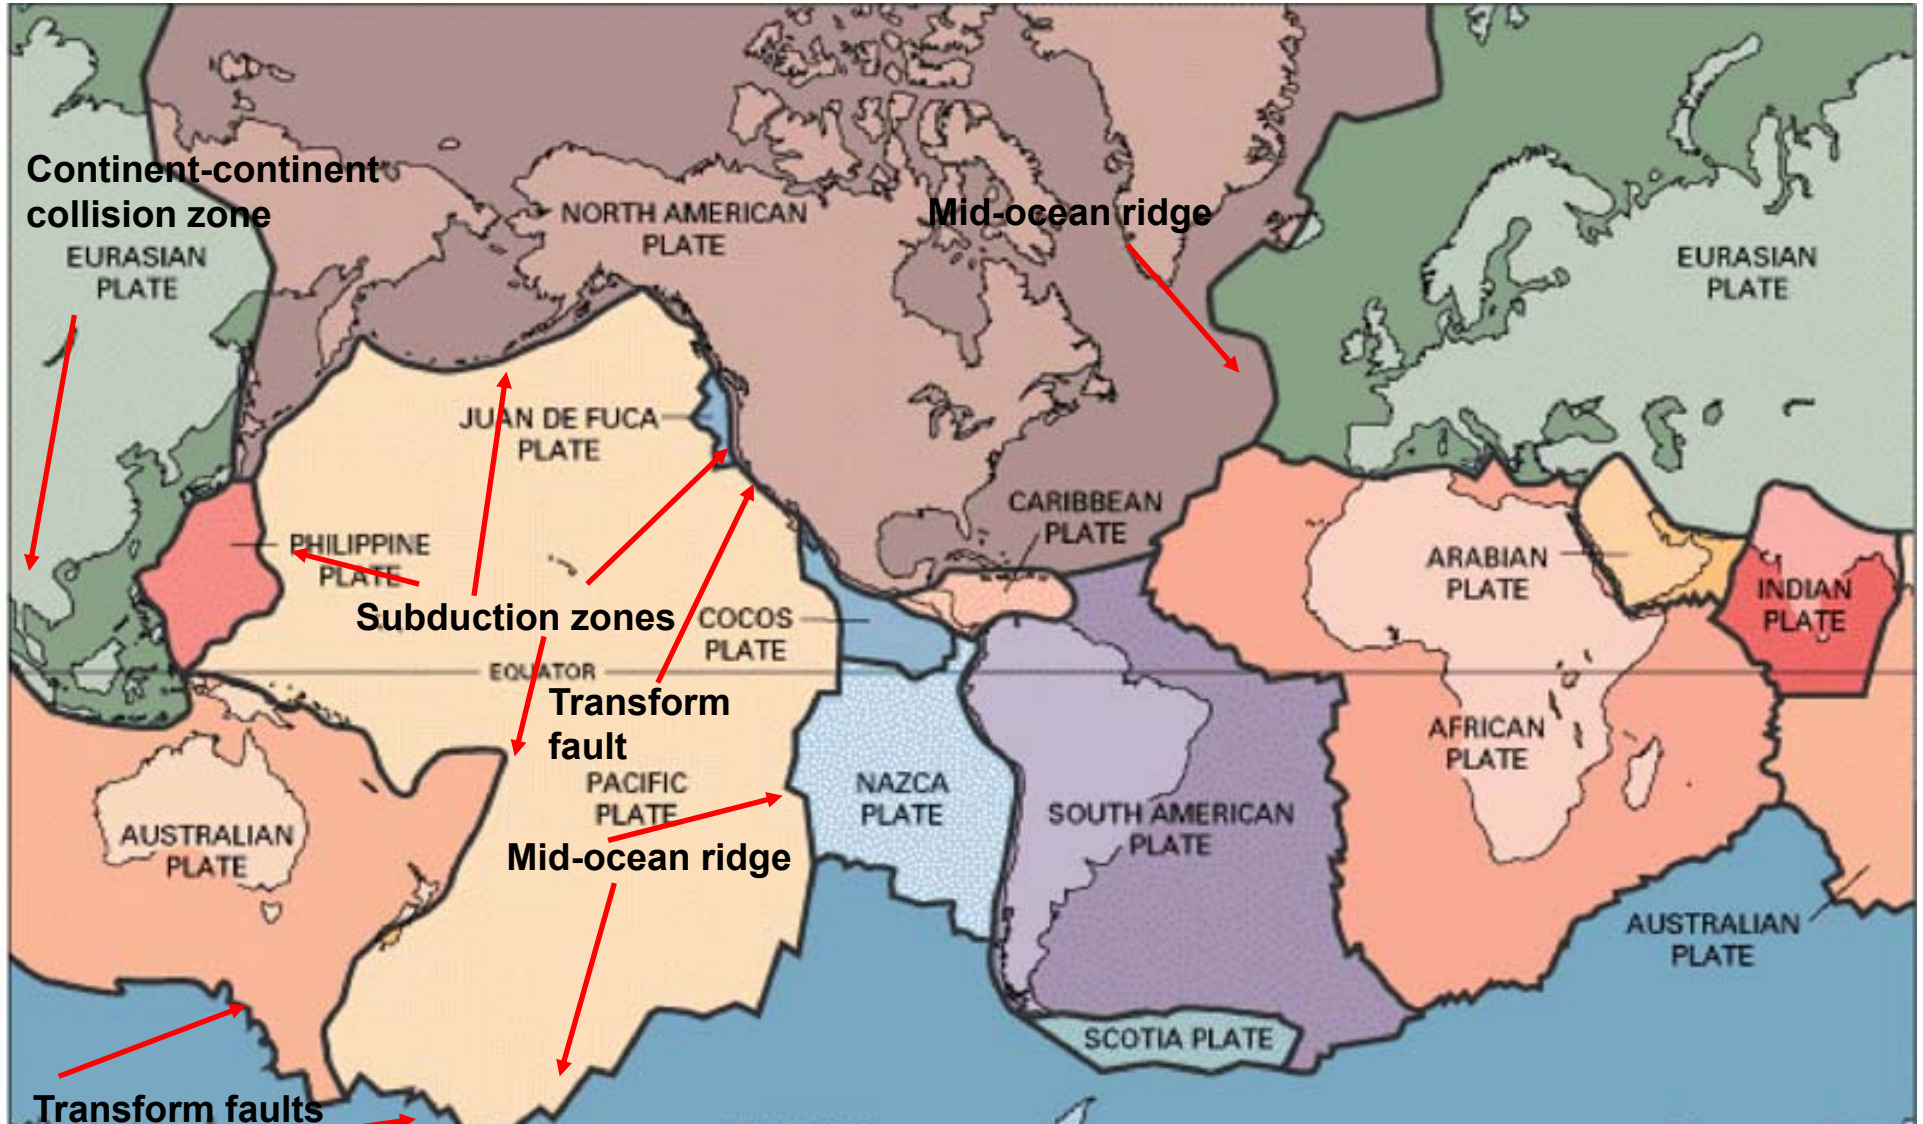 Continent-continent
collision zone
EURASIAN
PLATE
NORTH AMERICAN
PLATE
Mid-ocean ridge
EURASIAN
PLATE
JUAN DE FUCA
PLATE
CARIBBEAN
PLATE
PHILIPPINE
PLATE
ARABIAN
PLATE
INDIAN
PLATE
Subduction zones
COCOS
PLATE
EQUATOR
Transform
fault
PACIFIC
PLATE
NAZCA
PLATE
AFRICAN
PLATE
SOUTH AMERICAN
PLATE
AUSTRALIAN
PLATE
Mid-ocean ridge
AUSTRALIAN
PLATE
SCOTIA PLATE
Transform faults